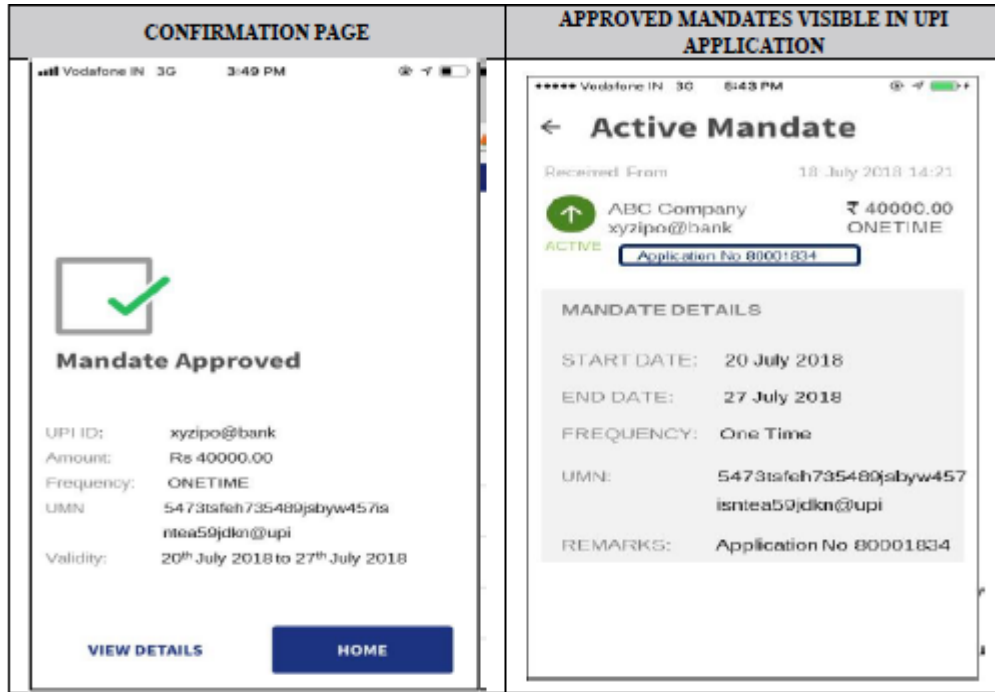 CONFIRMATION PAGE
Vodafone IN 3G 3:49 PM
Mandate Approved
UPI ID: xyzipo@bank
Amount: Rs 40000.00
Frequency: ONETIME
UMN 5473tsfeh735489jsbyw457is
ntea59jdkn@upi
Validity: 20th July 2018 to 27th July 2018
VIEW DETAILS HOME
APPROVED MANDATES VISIBLE IN UPI
APPLICATION
Vodafone IN 3G 6:43 PM
← Active Mandate
Received From 18 July 2018 14:21
ABC Company ₹ 40000.00
xyzipo@bank ONETIME
ACTIVE
Application No 80001834
MANDATE DETAILS
START DATE: 20 July 2018
END DATE: 27 July 2018
FREQUENCY: One Time
UMN: 5473tsfeh735489jsbyw457
isntea59jdkn@upi
REMARKS: Application No 80001834